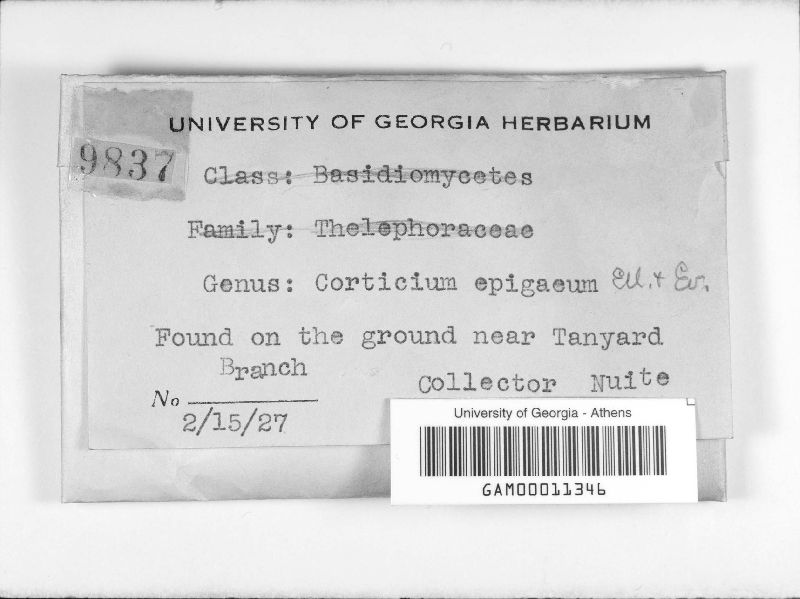 UNIVERSITY OF GEORGIA HERBARIUM
9837
Class: Basidiomycetes
Family: Thelephoraceae
Genus: Corticium epigaeum Ell. + Ev.
Found on the ground near Tanyard
Branch
Collector Nuite
No
2/15/27
University of Georgia - Athens
GAM00011346